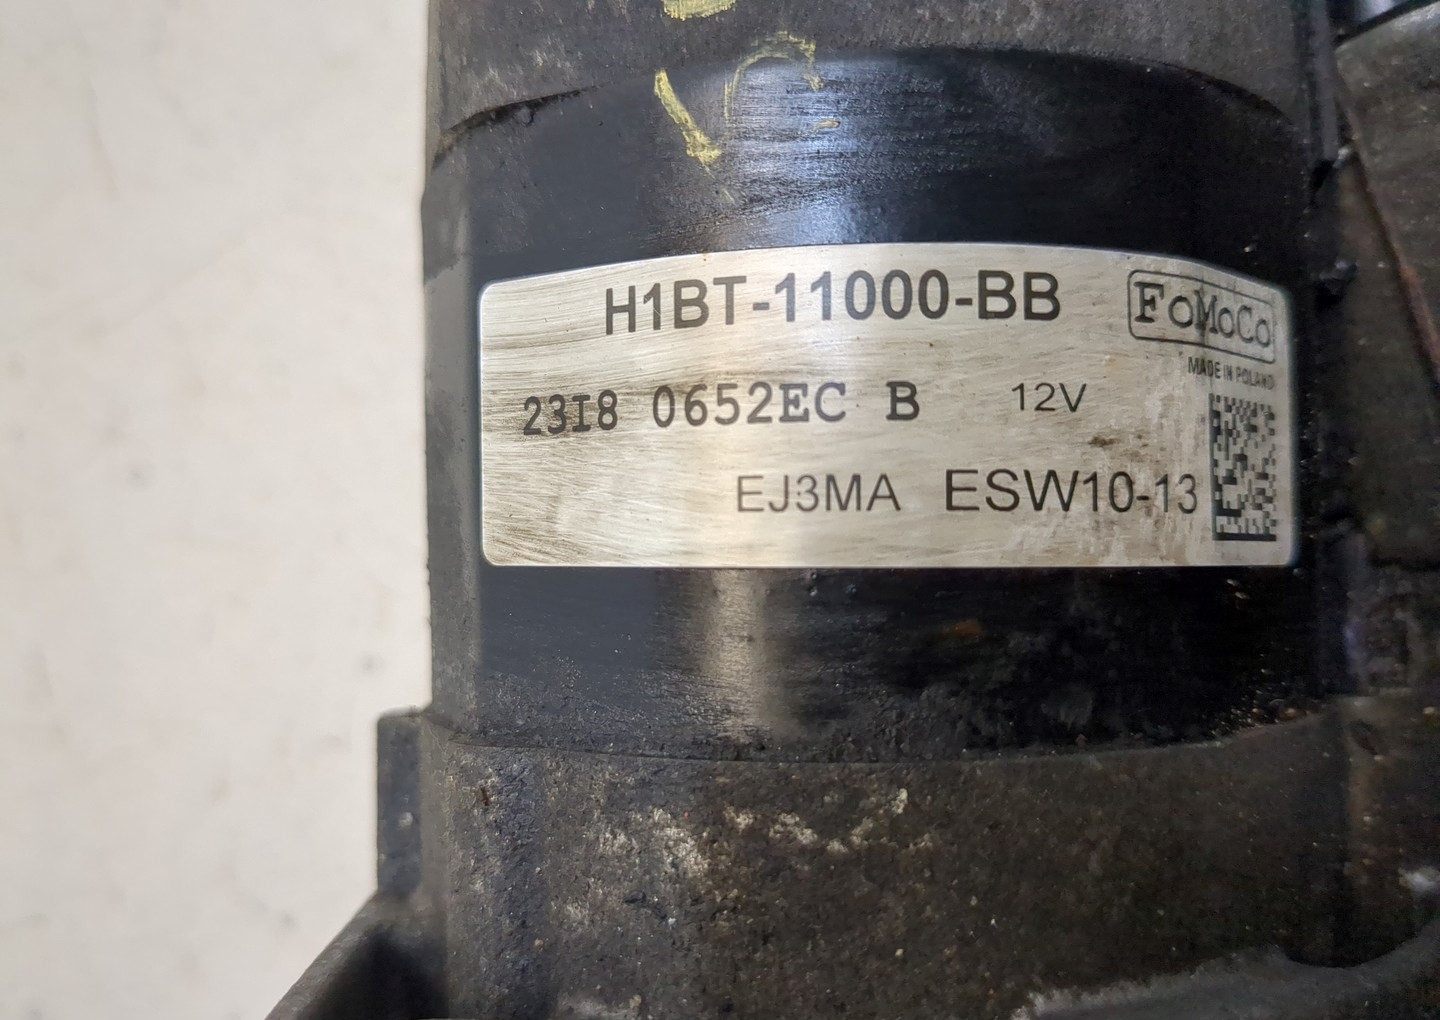 H1BT-11000-BB
FoMoCo
MADE IN POLAND
23I8 0652EC B 12V
EJ3MA ESW10-13